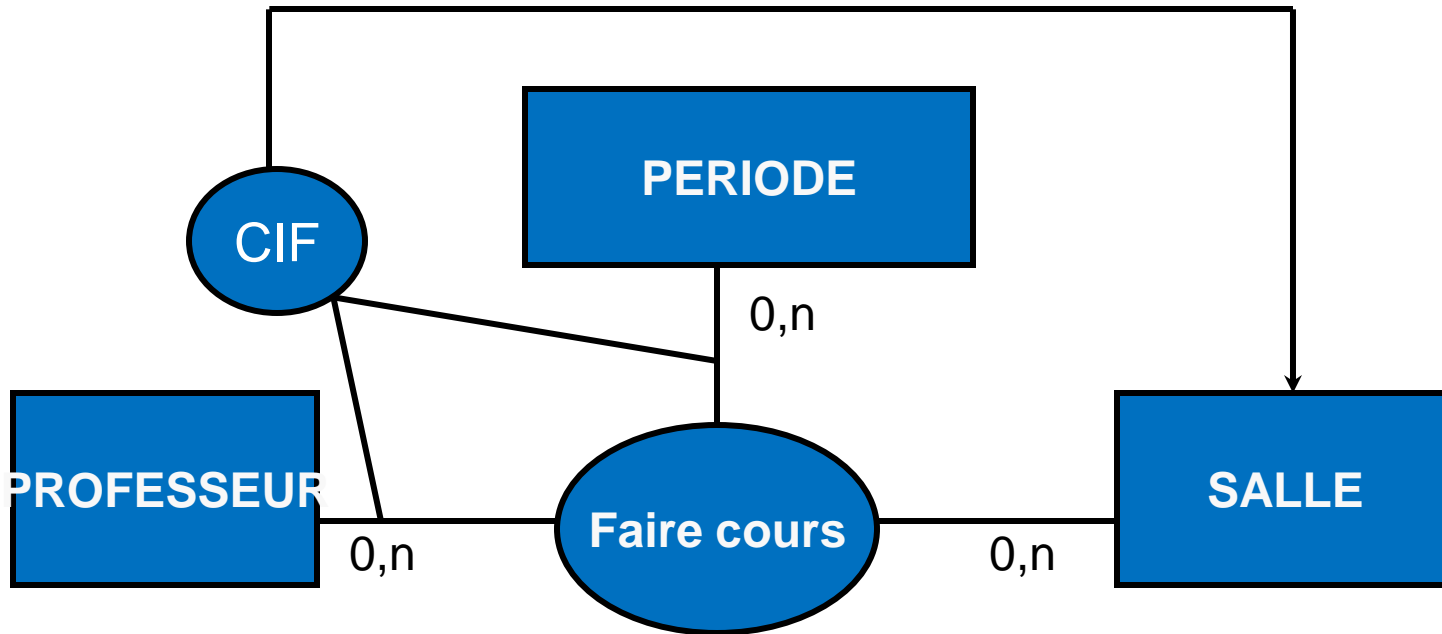 PERIODE
CIF
0,n
PROFESSEUR
SALLE
Faire cours
0,n
0,n